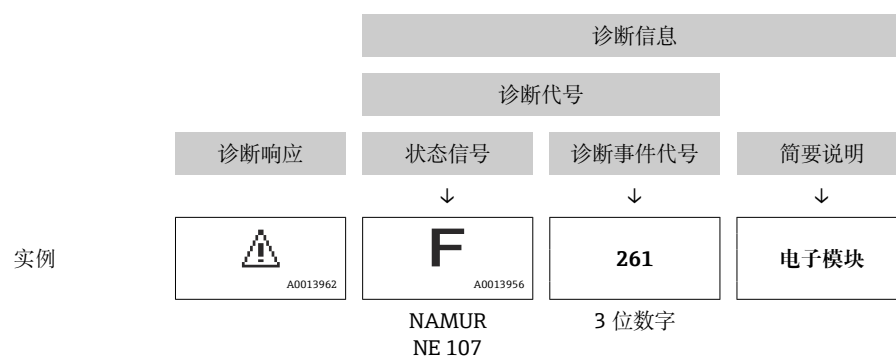 诊断信息
诊断代号
诊断响应 状态信号 诊断事件代号 简要说明
↓ ↓ ↓
实例 F 261 电子模块
A0013962 A0013956
NAMUR 3 位数字
NE 107